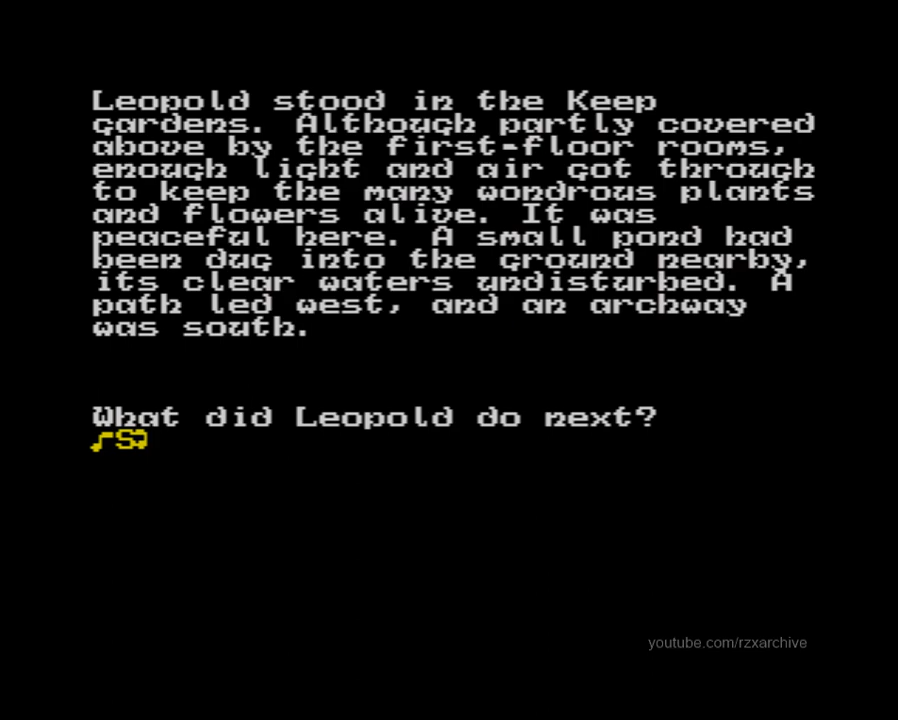 Leopold stood in the Keep
gardens. Although partly covered
above by the first-floor rooms,
enough light and air got through
to keep the many wondrous plants
and flowers alive. It was
peaceful here. A small pond had
been dug into the ground nearby,
its clear waters undisturbed. A
path led west, and an archway
was south.
What did Leopold do next?
♪S
youtube.com/rzxarchive